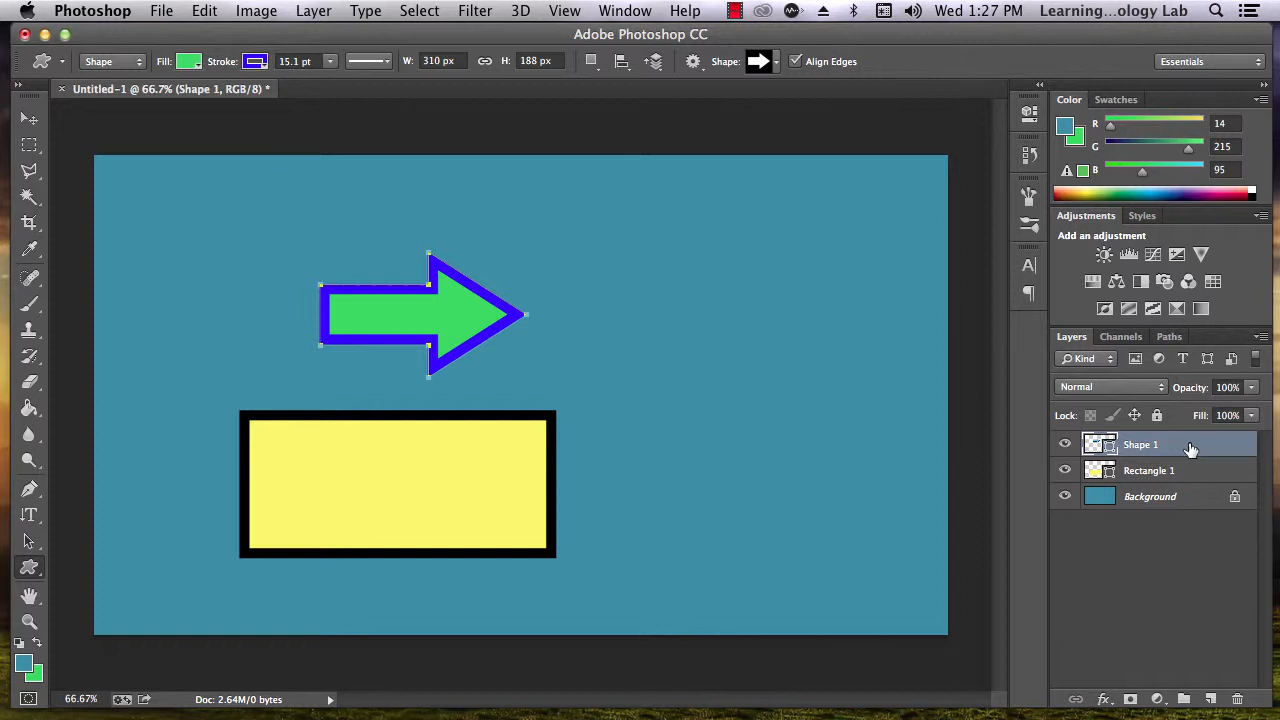 Photoshop File Edit Image Layer Type Select Filter 3D View Window Help Wed 1:27 PM Learning...ology Lab
Adobe Photoshop CC
Shape Fill: Stroke: 15.1 pt W: 310 px H: 188 px Shape: Align Edges Essentials
× Untitled-1 @ 66.7% (Shape 1, RGB/8) *
Color Swatches
R 14
G 215
B 95
Adjustments Styles
Add an adjustment
Layers Channels Paths
Kind
Normal Opacity: 100%
Lock: Fill: 100%
Shape 1
Rectangle 1
Background
66.67% Doc: 2.64M/0 bytes